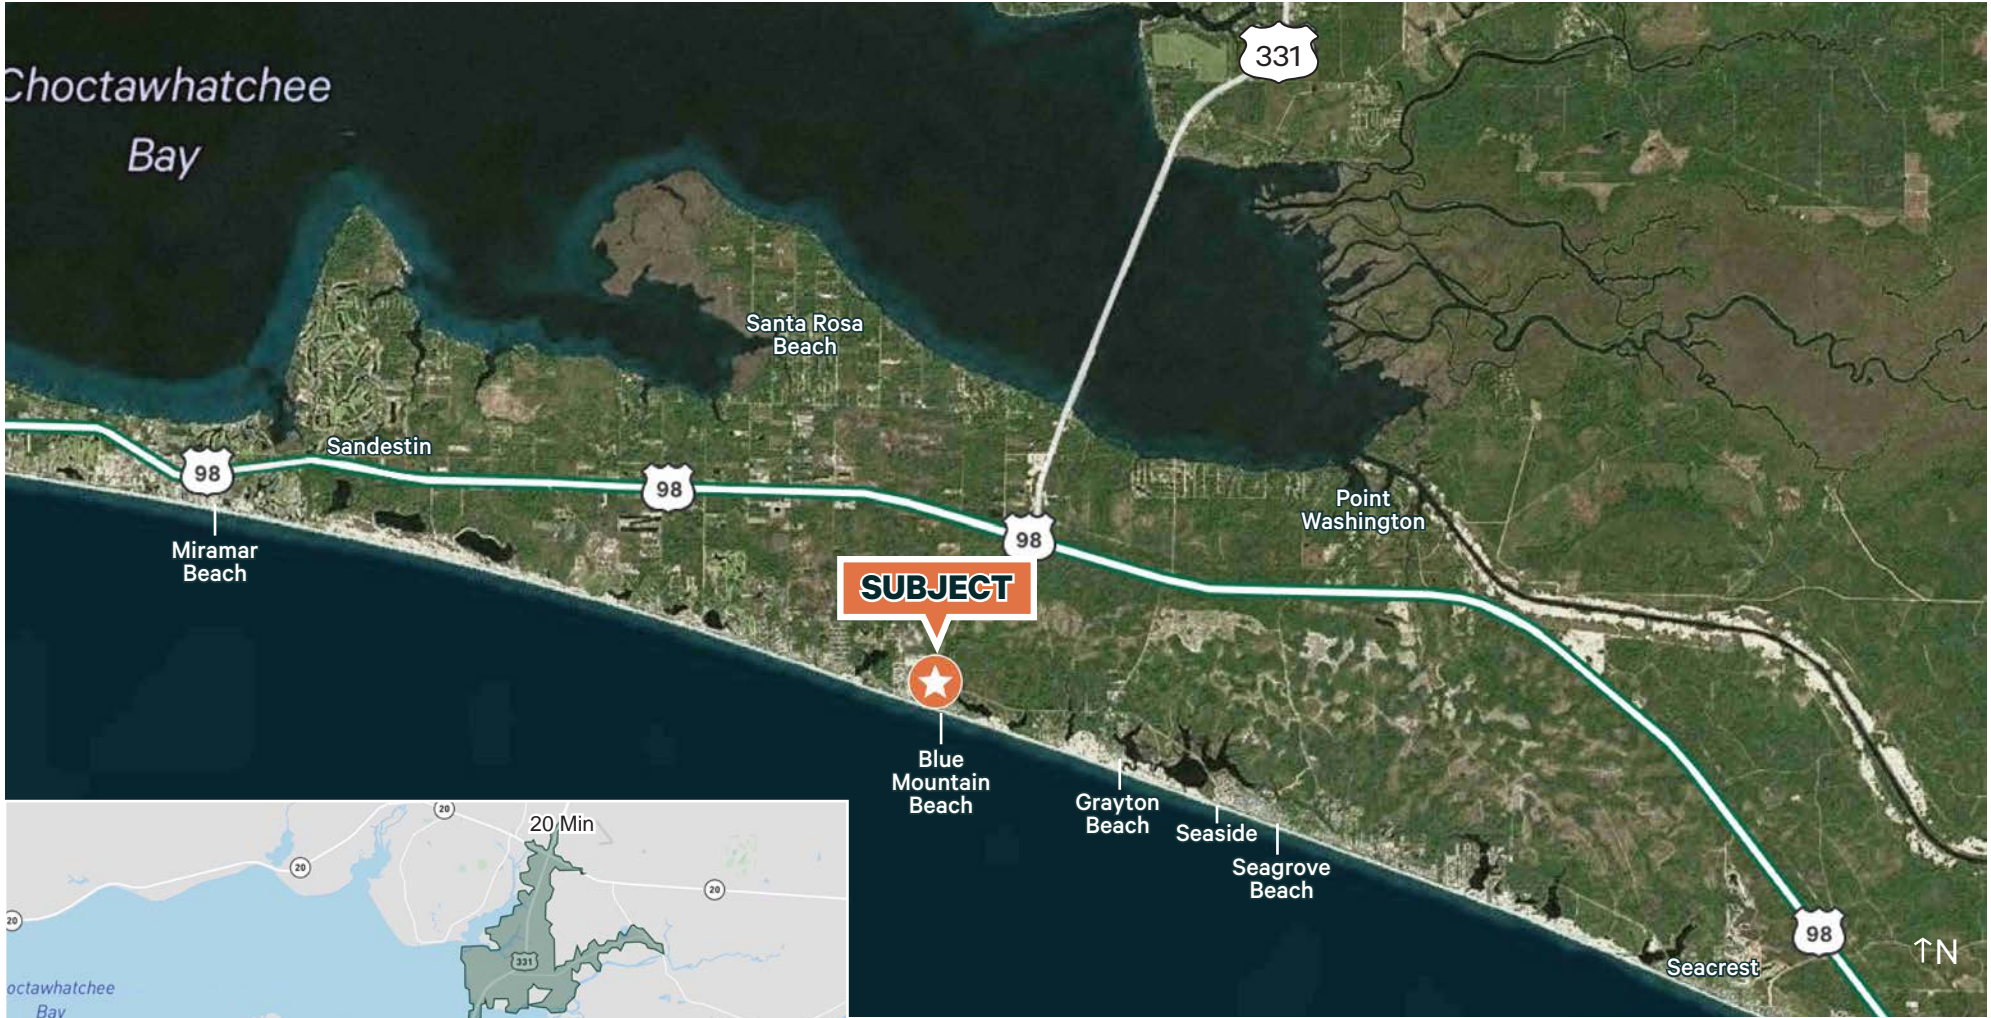 Choctawhatchee
Bay
331
Santa Rosa
Beach
Sandestin
98
98
98
Point
Washington
Miramar
Beach
SUBJECT
Blue
Mountain
Beach
Grayton
Beach
Seaside
Seagrove
Beach
98
↑N
Seacrest
20
20 Min
20
20
20
331
octawhatchee
Bay